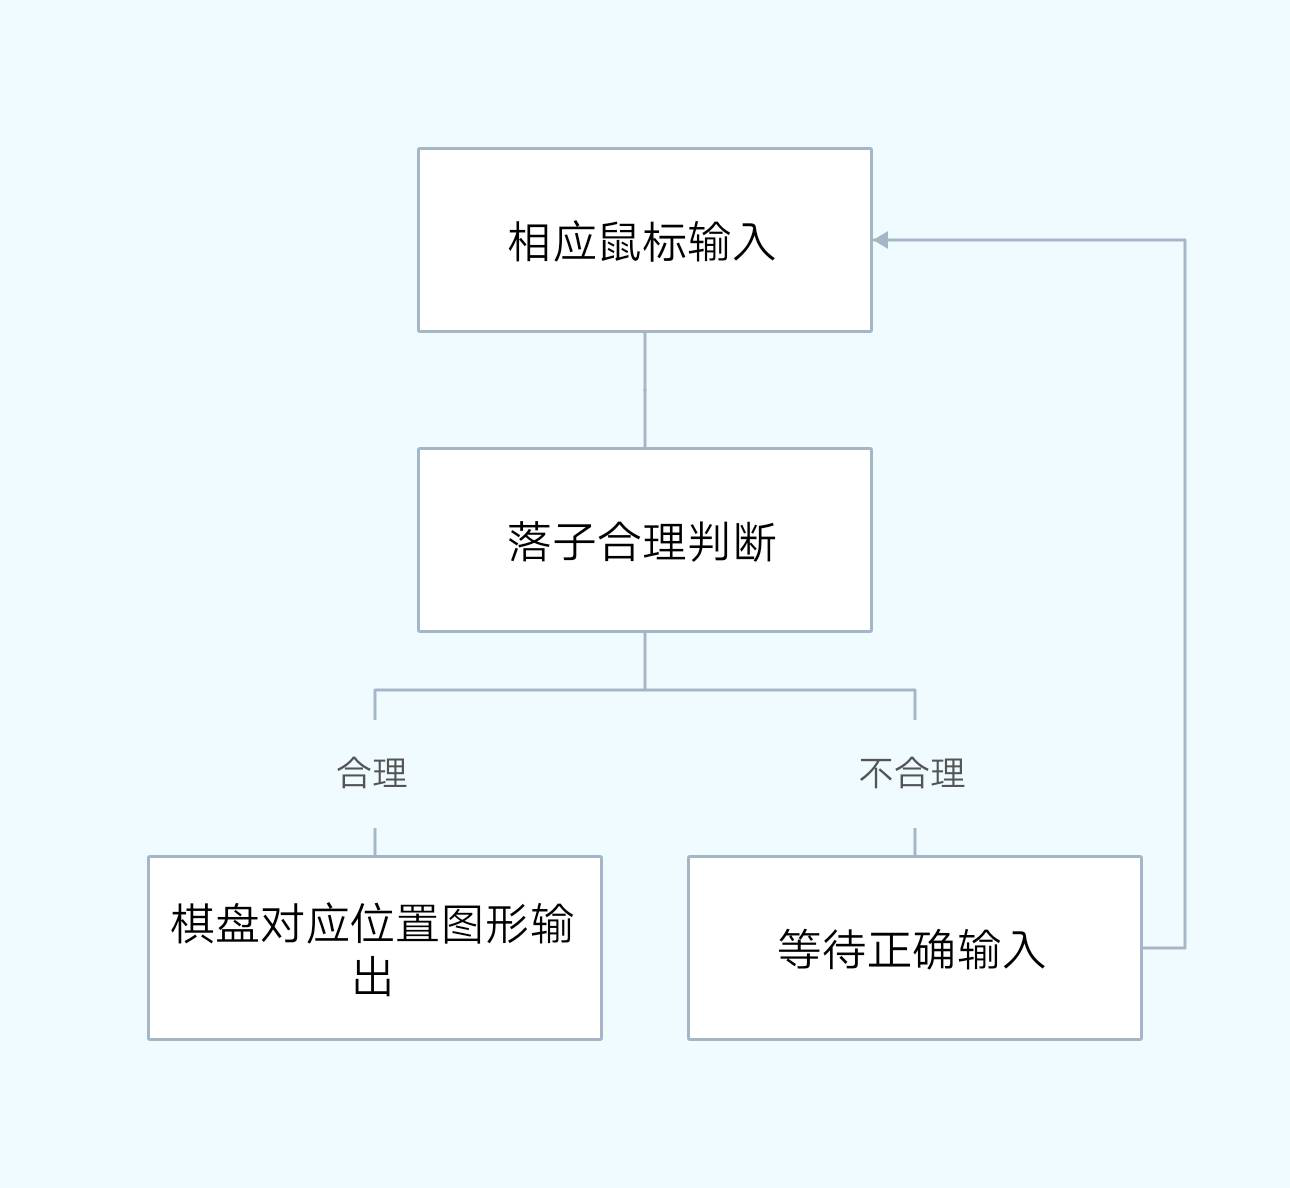 相应鼠标输入
落子合理判断
合理
不合理
棋盘对应位置图形输
出
等待正确输入